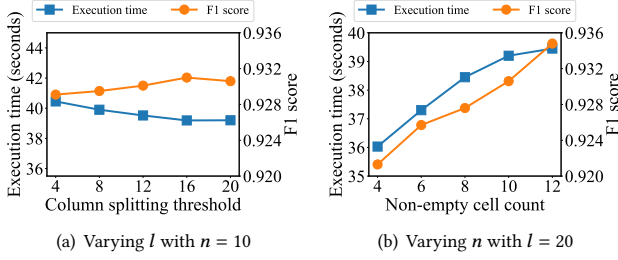 Execution time F1 score
Execution time (seconds)
44
42
40
38
36
0.936
0.932
0.928
0.924
0.920
F1 score
4 8 12 16 20
Column splitting threshold
(a) Varying l with n = 10
Execution time F1 score
Execution time (seconds)
40
39
38
37
36
35
0.936
0.932
0.928
0.924
0.920
F1 score
4 6 8 10 12
Non-empty cell count
(b) Varying n with l = 20